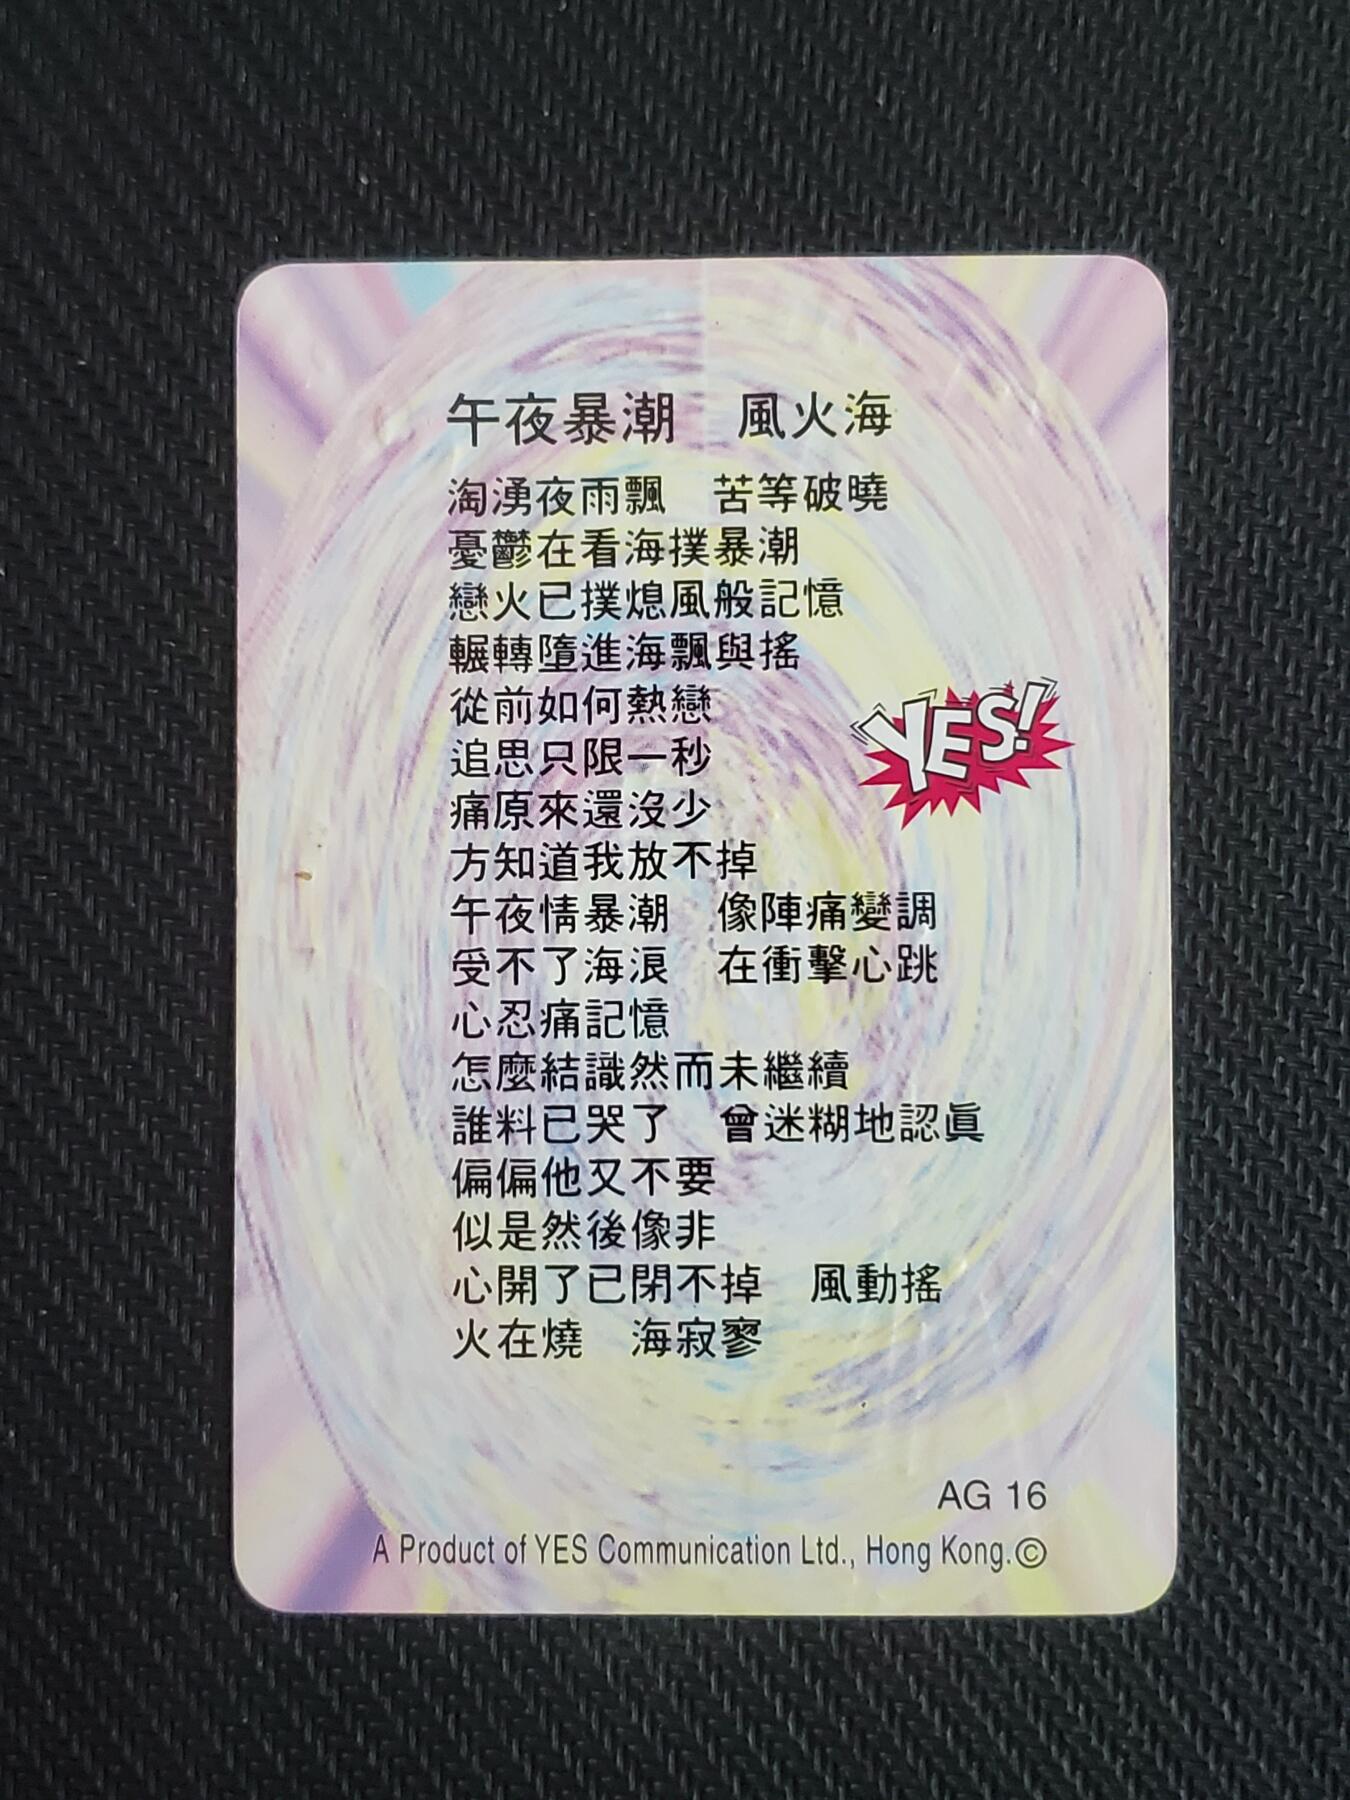 午夜暴潮　風火海
淘湧夜雨飄　苦等破曉
憂鬱在看海撲暴潮
戀火已撲熄風般記憶
輾轉墮進海飄與搖
從前如何熱戀
追思只限一秒
YES!
痛原來還沒少
方知道我放不掉
午夜情暴潮　像陣痛變調
受不了海浪　在衝擊心跳
心忍痛記憶
怎麼結識然而未繼續
誰料已哭了　曾迷糊地認眞
偏偏他又不要
似是然後像非
心開了已閉不掉　風動搖
火在燒　海寂寥
AG 16
A Product of YES Communication Ltd., Hong Kong.©